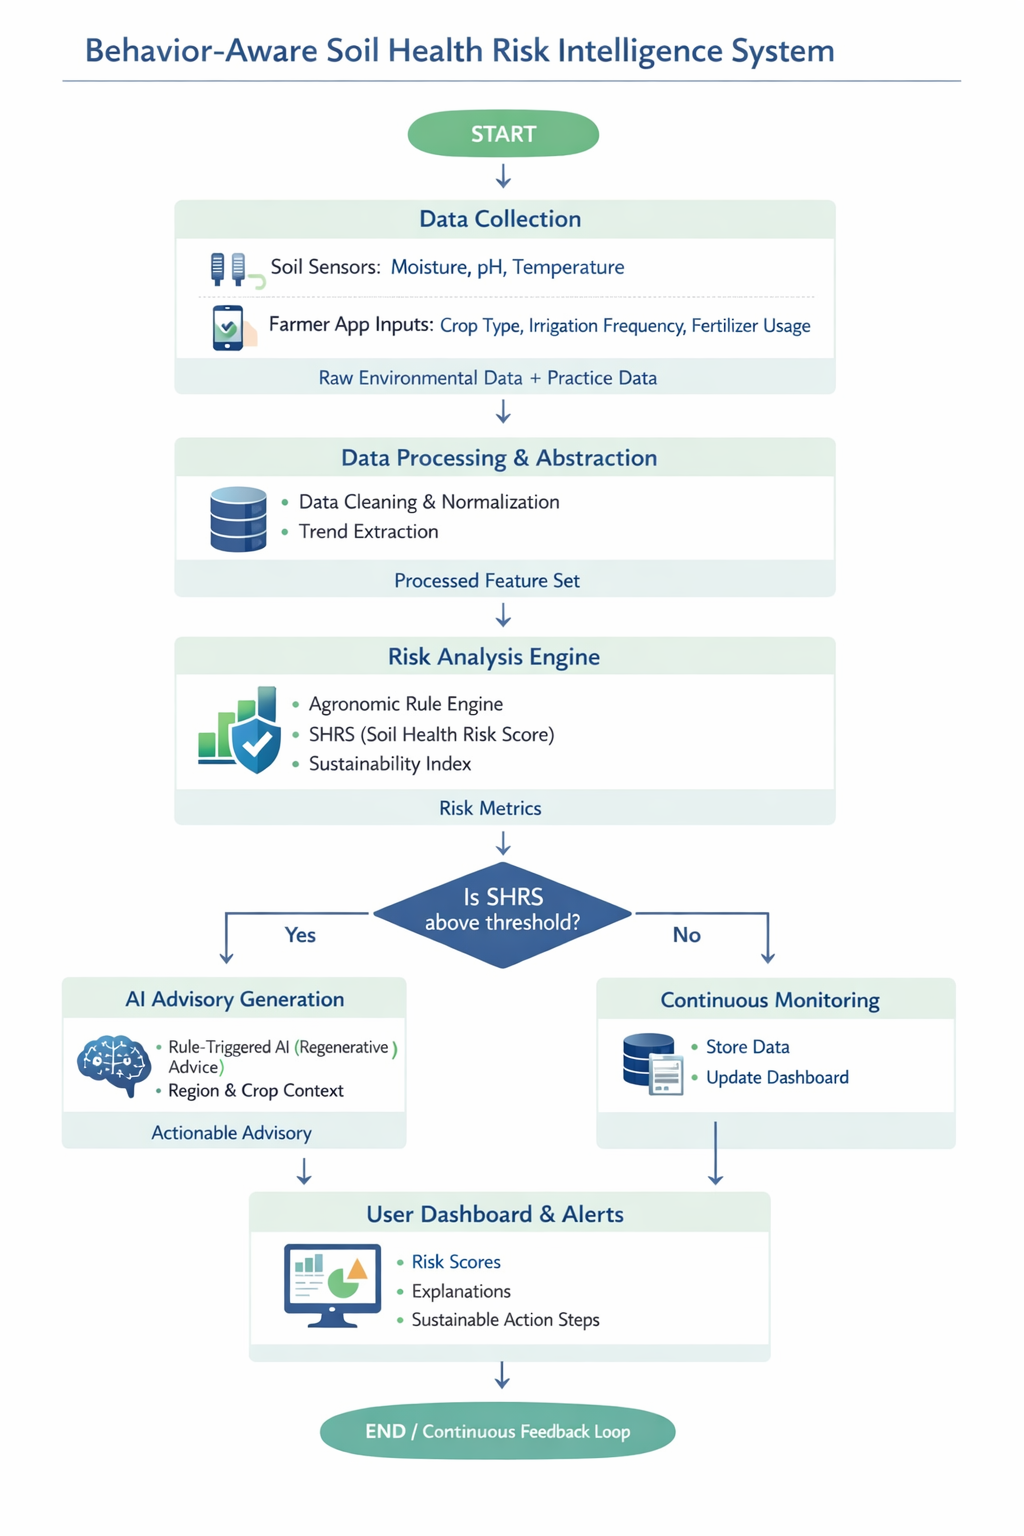 Behavior-Aware Soil Health Risk Intelligence System
START
Data Collection
Soil Sensors: Moisture, pH, Temperature
Farmer App Inputs: Crop Type, Irrigation Frequency, Fertilizer Usage
Raw Environmental Data + Practice Data
Data Processing & Abstraction
• Data Cleaning & Normalization
• Trend Extraction
Processed Feature Set
Risk Analysis Engine
• Agronomic Rule Engine
• SHRS (Soil Health Risk Score)
• Sustainability Index
Risk Metrics
Is SHRS
above threshold?
Yes
No
AI Advisory Generation
• Rule-Triggered AI (Regenerative )
Advice)
• Region & Crop Context
Actionable Advisory
Continuous Monitoring
• Store Data
• Update Dashboard
User Dashboard & Alerts
• Risk Scores
• Explanations
• Sustainable Action Steps
END / Continuous Feedback Loop